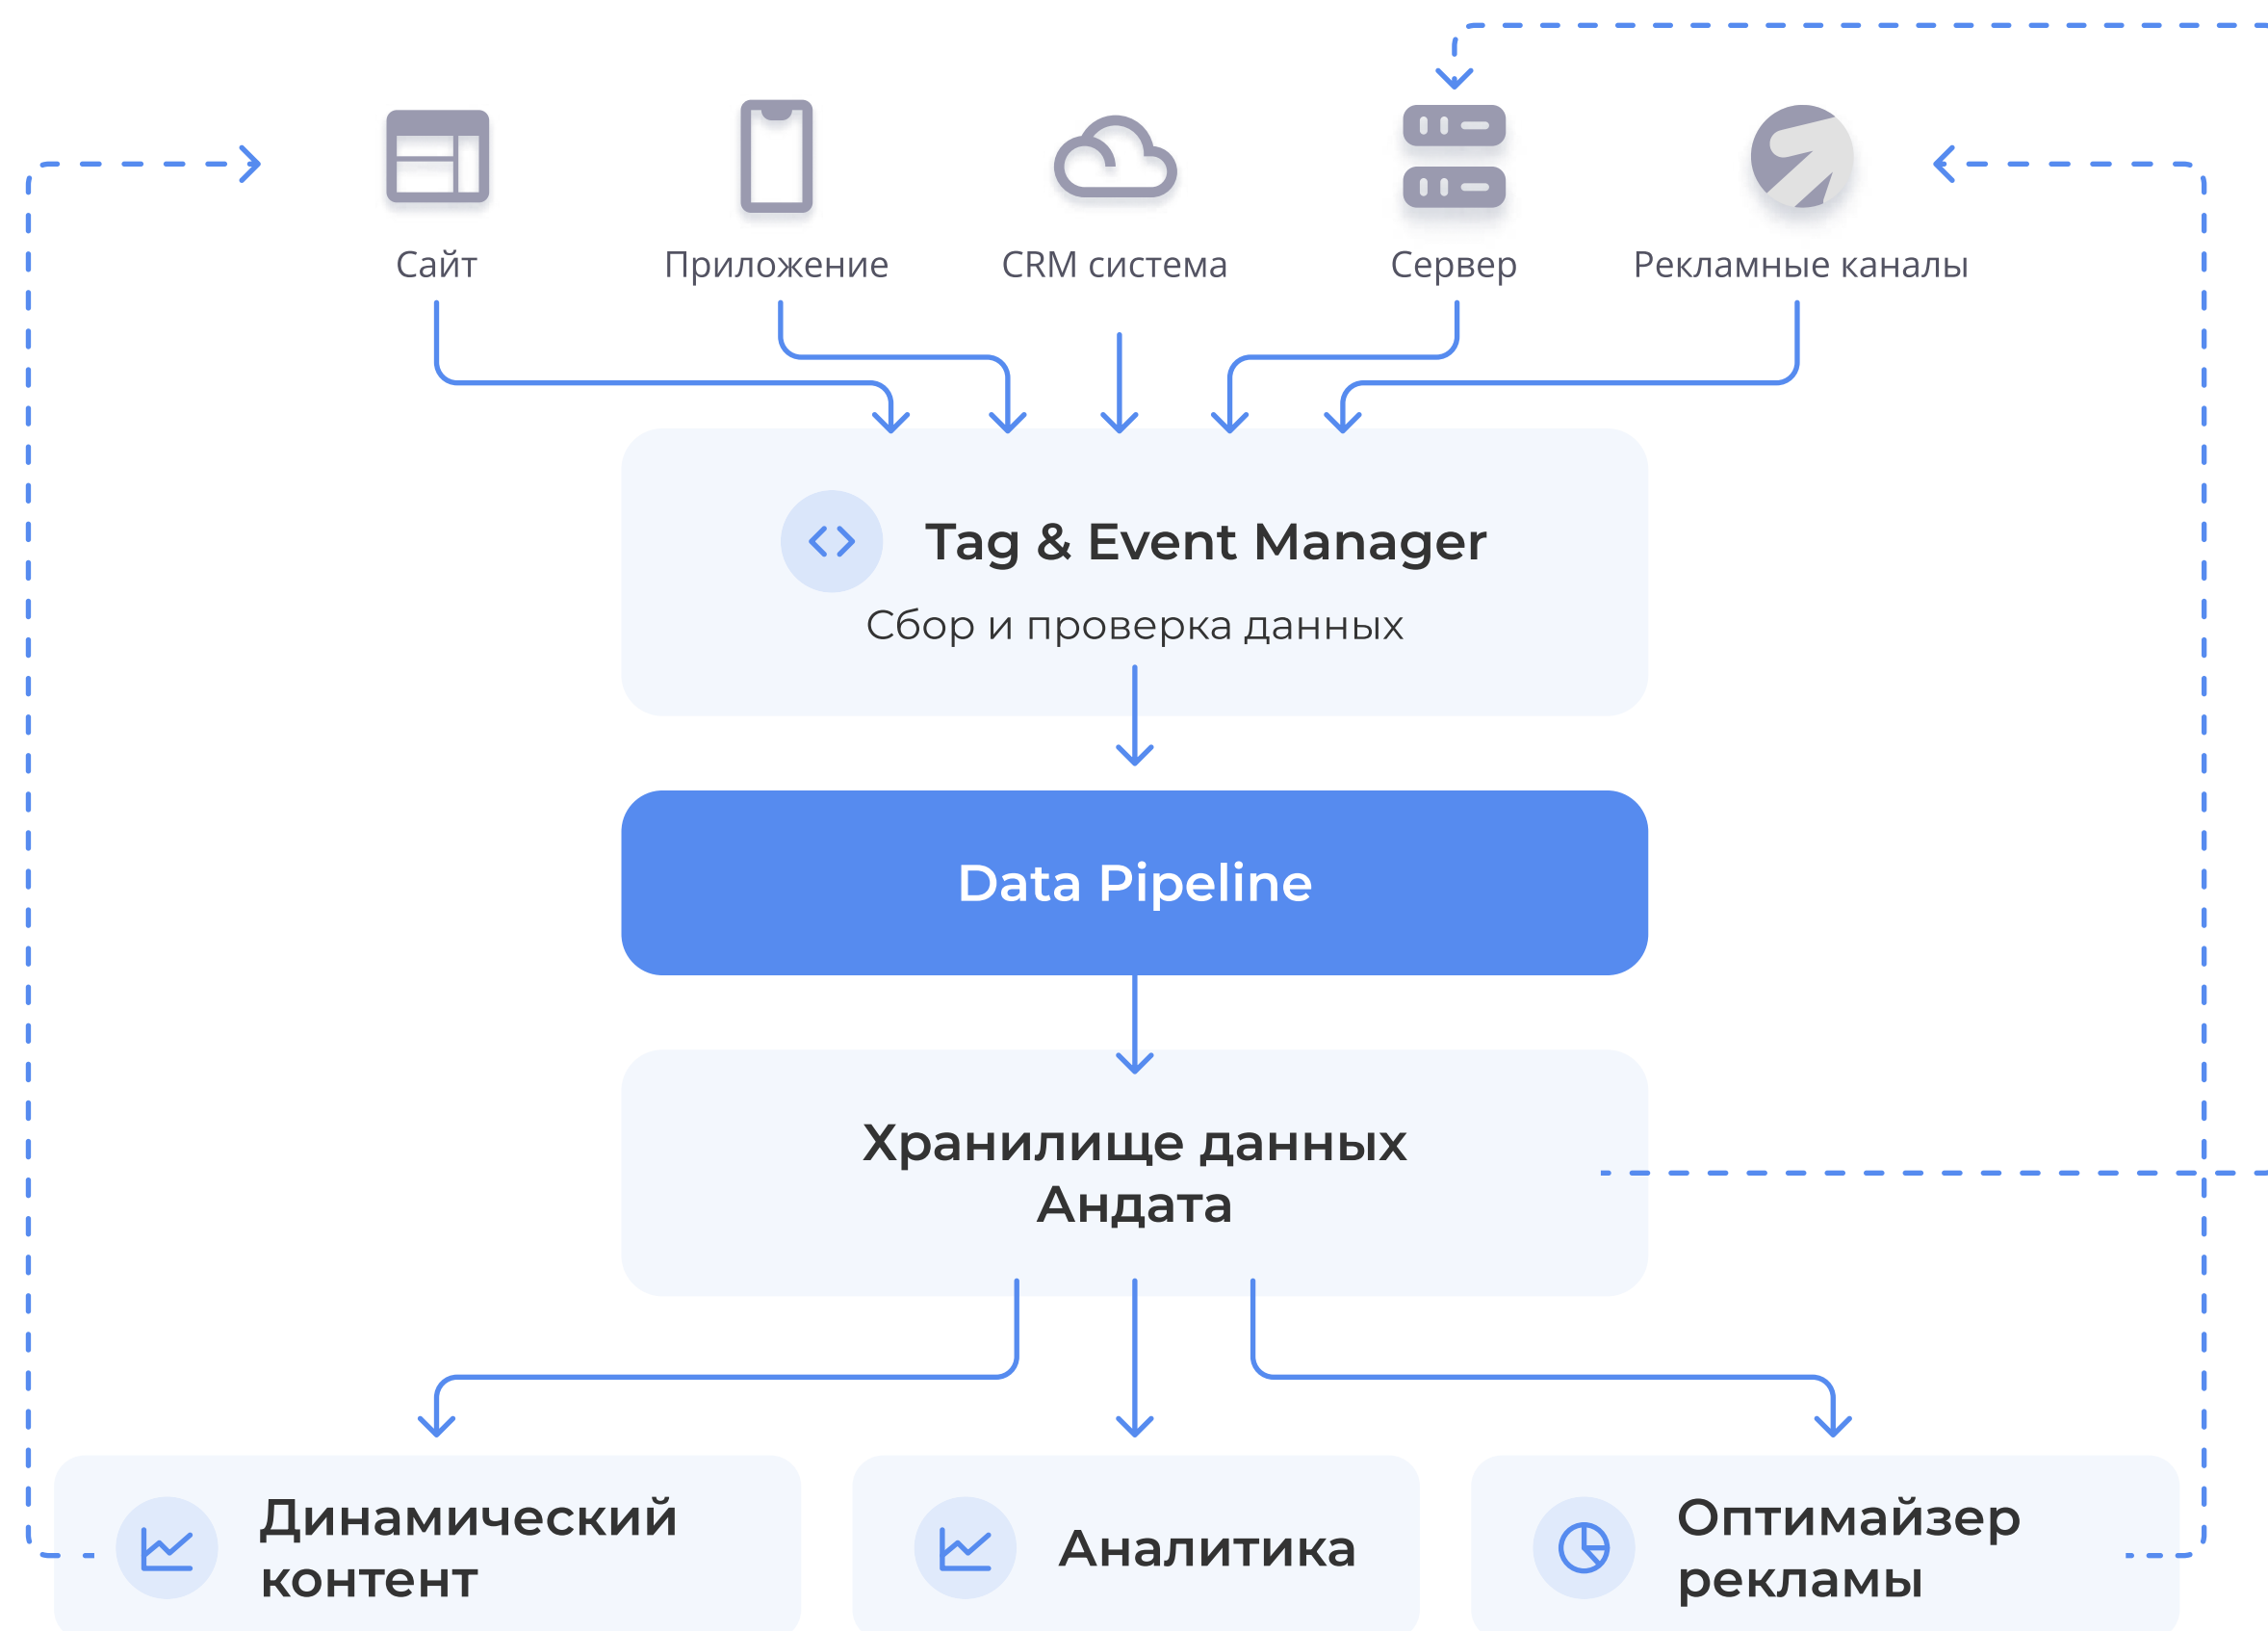 Сайт
Приложение
CRM система
Сервер
Рекламные каналы
Tag & Event Manager
Сбор и проверка данных
Data Pipeline
Хранилище данных
Андата
Динамический
контент
Аналитика
Оптимайзер
рекламы